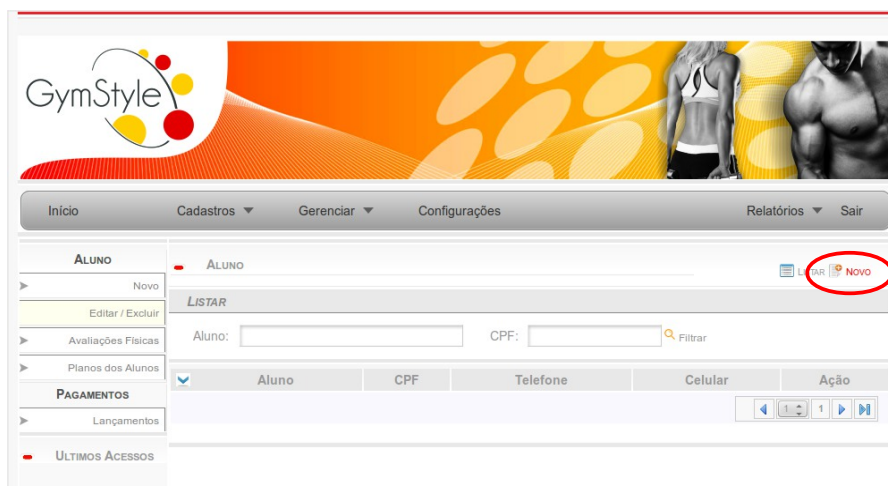 GymStyle
Início Cadastros Gerenciar Configurações Relatórios Sair
ALUNO
Novo
Editar / Excluir
Avaliações Físicas
Planos dos Alunos
PAGAMENTOS
Lançamentos
ULTIMOS ACESSOS
ALUNO
LISTAR NOVO
LISTAR
Aluno: CPF: Filtrar
Aluno CPF Telefone Celular Ação
1 1